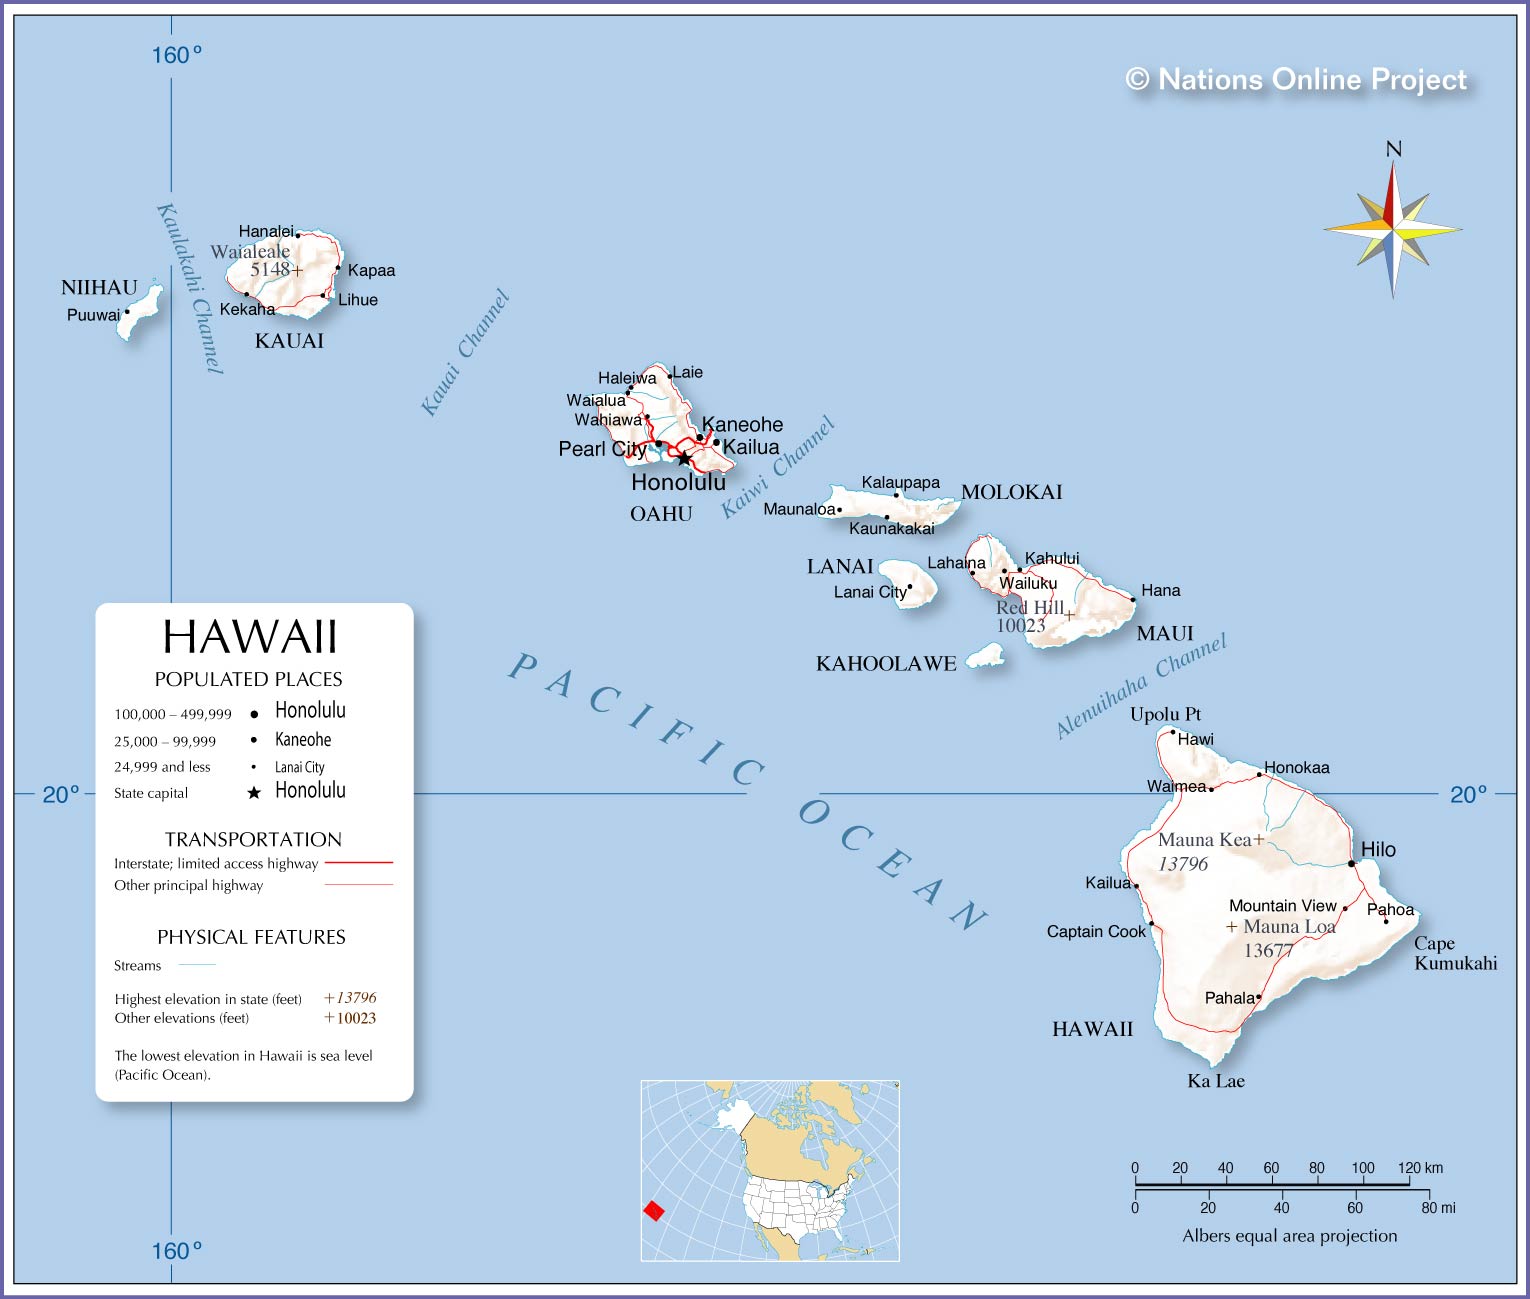 160°
© Nations Online Project
N
Kaulakahi Channel
Hanalei
Waialeale
5148
Kapaa
NIIHAU
Puuwai
Kekaha
Lihue
KAUAI
Kauai Channel
Haleiwa
Laie
Waialua
Wahiawa
Kaneohe
Pearl City
Kailua
Honolulu
OAHU
Kaiwi Channel
Kalaupapa
MOLOKAI
Maunaloa
Kaunakakai
LANAI
Lanai City
Lahaina
Kahului
Wailuku
Hana
Red Hill
10023
MAUI
KAHOOLAWE
Alenuihaha Channel
PACIFIC OCEAN
Upolu Pt
Hawi
Honokaa
Waimea
20°
20°
Mauna Kea
13796
Hilo
Kailua
Mountain View
Pahoa
Captain Cook
Mauna Loa
13677
Cape
Kumukahi
Pahala
HAWAII
Ka Lae
HAWAII
POPULATED PLACES
100,000 – 499,999 Honolulu
25,000 – 99,999 Kaneohe
24,999 and less Lanai City
State capital Honolulu
TRANSPORTATION
Interstate; limited access highway
Other principal highway
PHYSICAL FEATURES
Streams
Highest elevation in state (feet) +13796
Other elevations (feet) +10023
The lowest elevation in Hawaii is sea level
(Pacific Ocean).
0 20 40 60 80 100 120 km
0 20 40 60 80 mi
Albers equal area projection
160°